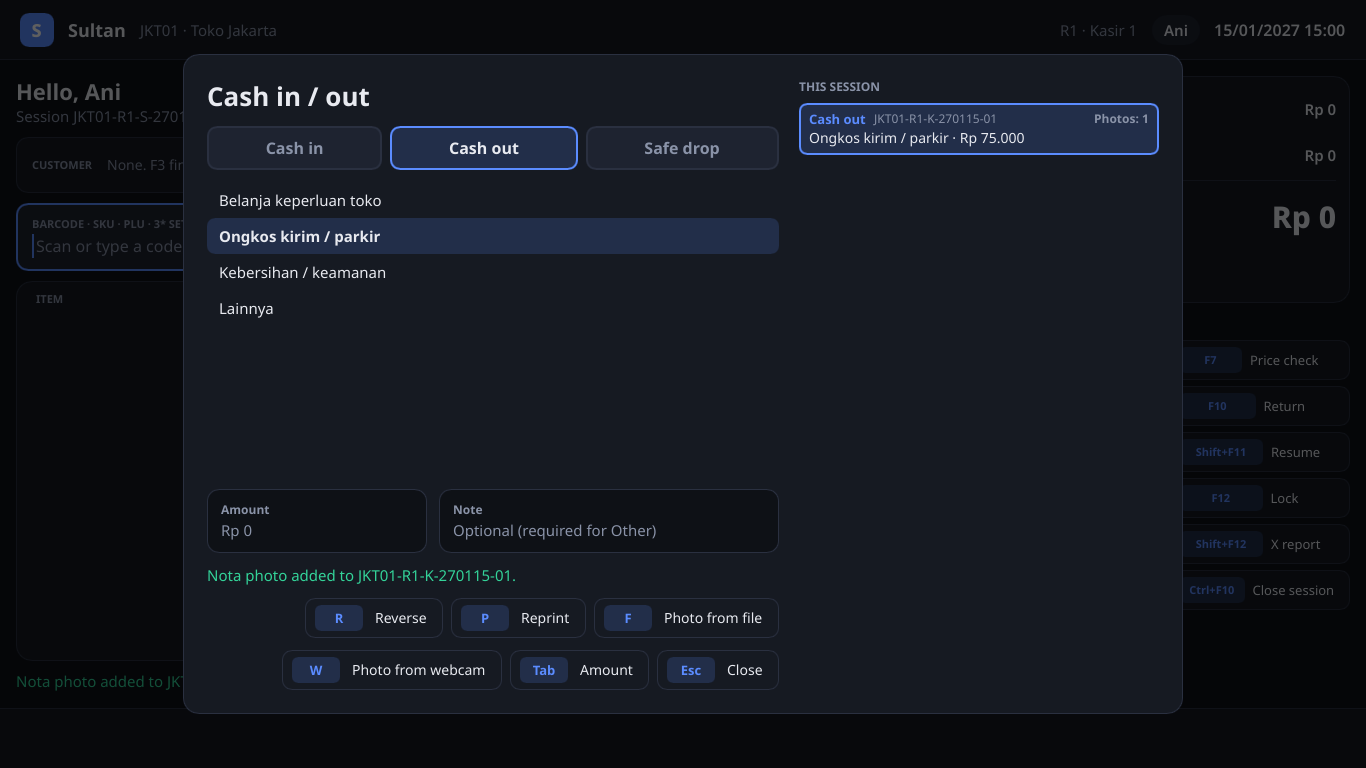 S Sultan JKT01 · Toko Jakarta R1 · Kasir 1 Ani 15/01/2027 15:00
Hello, Ani
Session JKT01-R1-S-2701
CUSTOMER None. F3 fir
BARCODE · SKU · PLU · 3* SE
Scan or type a code
ITEM
Nota photo added to JK
Cash in / out
Cash in Cash out Safe drop
Belanja keperluan toko
Ongkos kirim / parkir
Kebersihan / keamanan
Lainnya
Amount
Rp 0
Note
Optional (required for Other)
Nota photo added to JKT01-R1-K-270115-01.
R Reverse P Reprint F Photo from file
W Photo from webcam Tab Amount Esc Close
THIS SESSION
Cash out JKT01-R1-K-270115-01 Photos: 1
Ongkos kirim / parkir · Rp 75.000
Rp 0
Rp 0
Rp 0
F7 Price check
F10 Return
Shift+F11 Resume
F12 Lock
Shift+F12 X report
Ctrl+F10 Close session